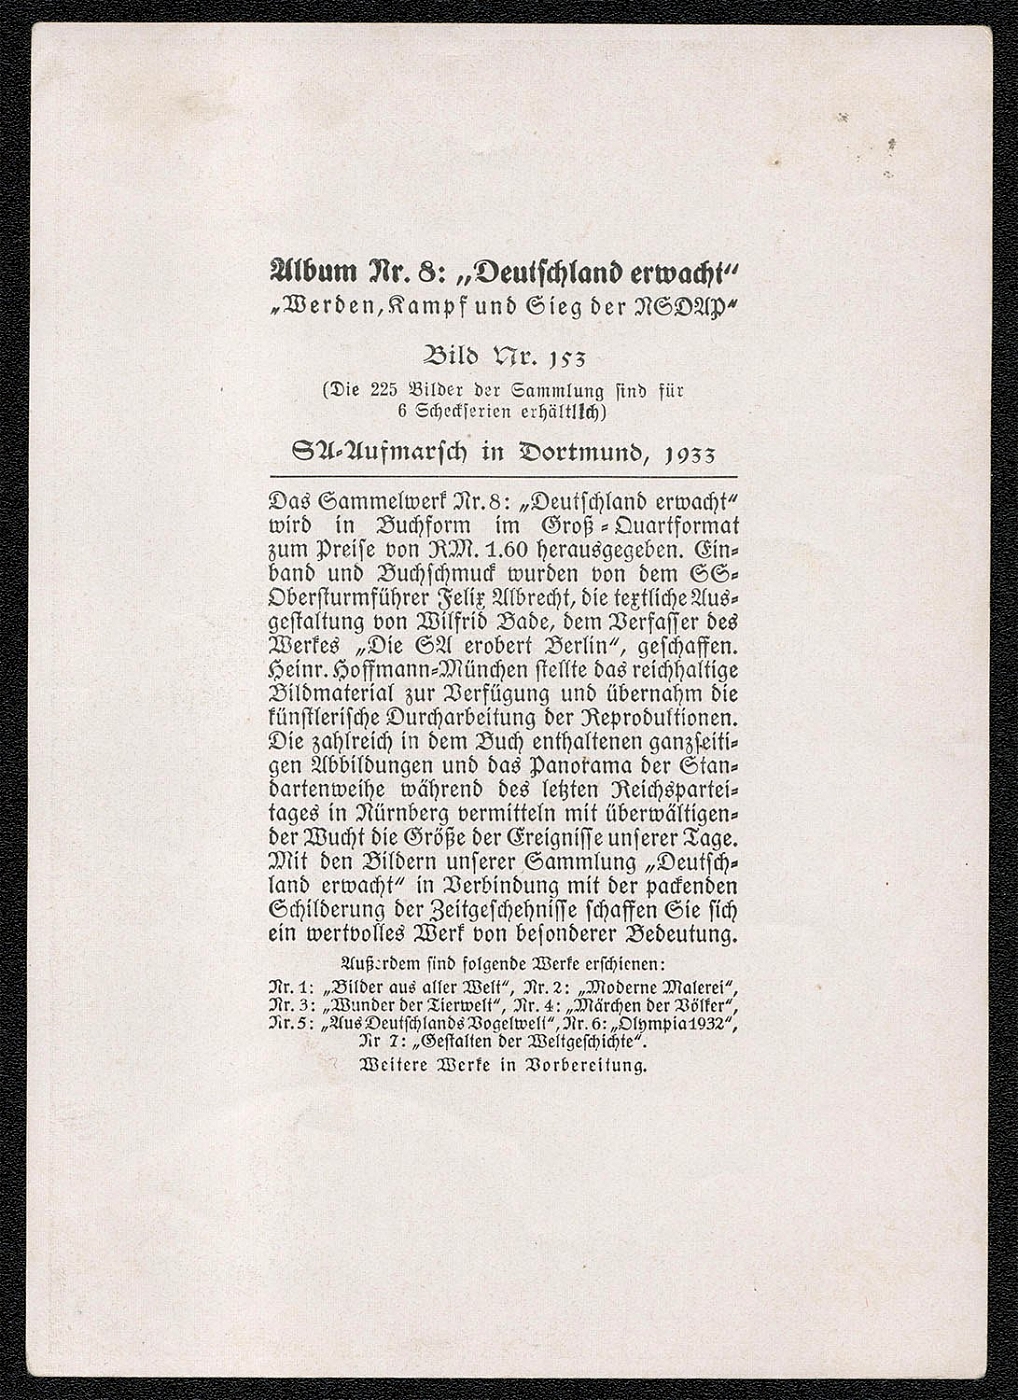 Album Nr. 8: „Deutschland erwacht“
„Werden, Kampf und Sieg der NSDAP“
Bild Nr. 153
(Die 225 Bilder der Sammlung sind für
6 Scheckserien erhältlich)
SA-Aufmarsch in Dortmund, 1933
Das Sammelwerk Nr. 8: „Deutschland erwacht“
wird in Buchform im Groß-Quartformat
zum Preise von RM. 1.60 herausgegeben. Ein-
band und Buchschmuck wurden von dem SS-
Obersturmführer Felix Albrecht, die textliche Aus-
gestaltung von Wilfrid Bade, dem Verfasser des
Werkes „Die SA erobert Berlin“, geschaffen.
Heinr. Hoffmann-München stellte das reichhaltige
Bildmaterial zur Verfügung und übernahm die
künstlerische Durcharbeitung der Reproduktionen.
Die zahlreich in dem Buch enthaltenen ganzseiti-
gen Abbildungen und das Panorama der Stan-
dartenweihe während des letzten Reichspartei-
tages in Nürnberg vermitteln mit überwältigen-
der Wucht die Größe der Ereignisse unserer Tage.
Mit den Bildern unserer Sammlung „Deutsch-
land erwacht“ in Verbindung mit der packenden
Schilderung der Zeitgeschehnisse schaffen Sie sich
ein wertvolles Werk von besonderer Bedeutung.
Außerdem sind folgende Werke erschienen:
Nr. 1: „Bilder aus aller Welt“, Nr. 2: „Moderne Malerei“,
Nr. 3: „Wunder der Tierwelt“, Nr. 4: „Märchen der Völker“,
Nr. 5: „Aus Deutschlands Vogelwelt“, Nr. 6: „Olympia 1932“,
Nr 7: „Gestalten der Weltgeschichte“.
Weitere Werke in Vorbereitung.